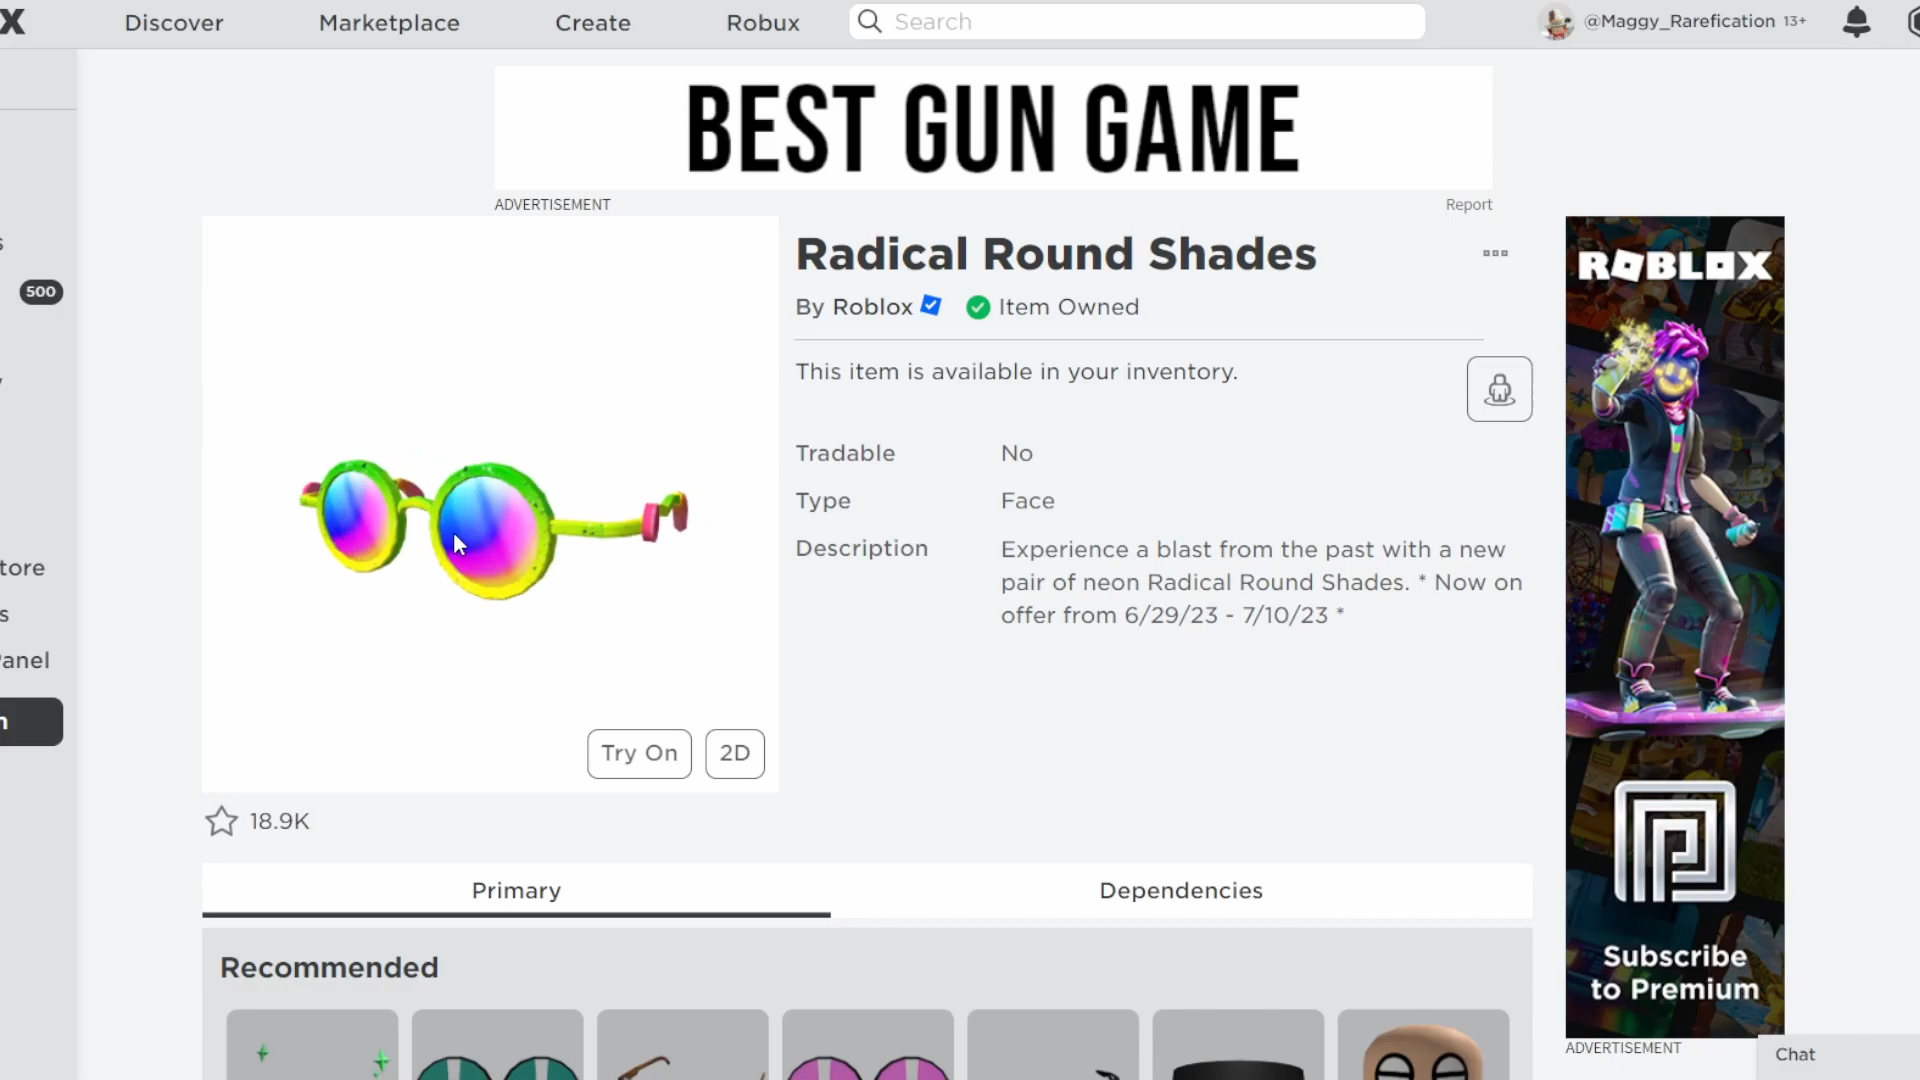 X Discover Marketplace Create Robux Search @Maggy_Rarefication 13+
BEST GUN GAME
ADVERTISEMENT Report
Radical Round Shades
By Roblox Item Owned
This item is available in your inventory.
Tradable No
Type Face
Description Experience a blast from the past with a new
pair of neon Radical Round Shades. * Now on
offer from 6/29/23 - 7/10/23 *
Try On 2D
18.9K
Primary Dependencies
Recommended
s
500
y
tore
s
Panel
n
ROBLOX
Subscribe
to Premium
ADVERTISEMENT
Chat